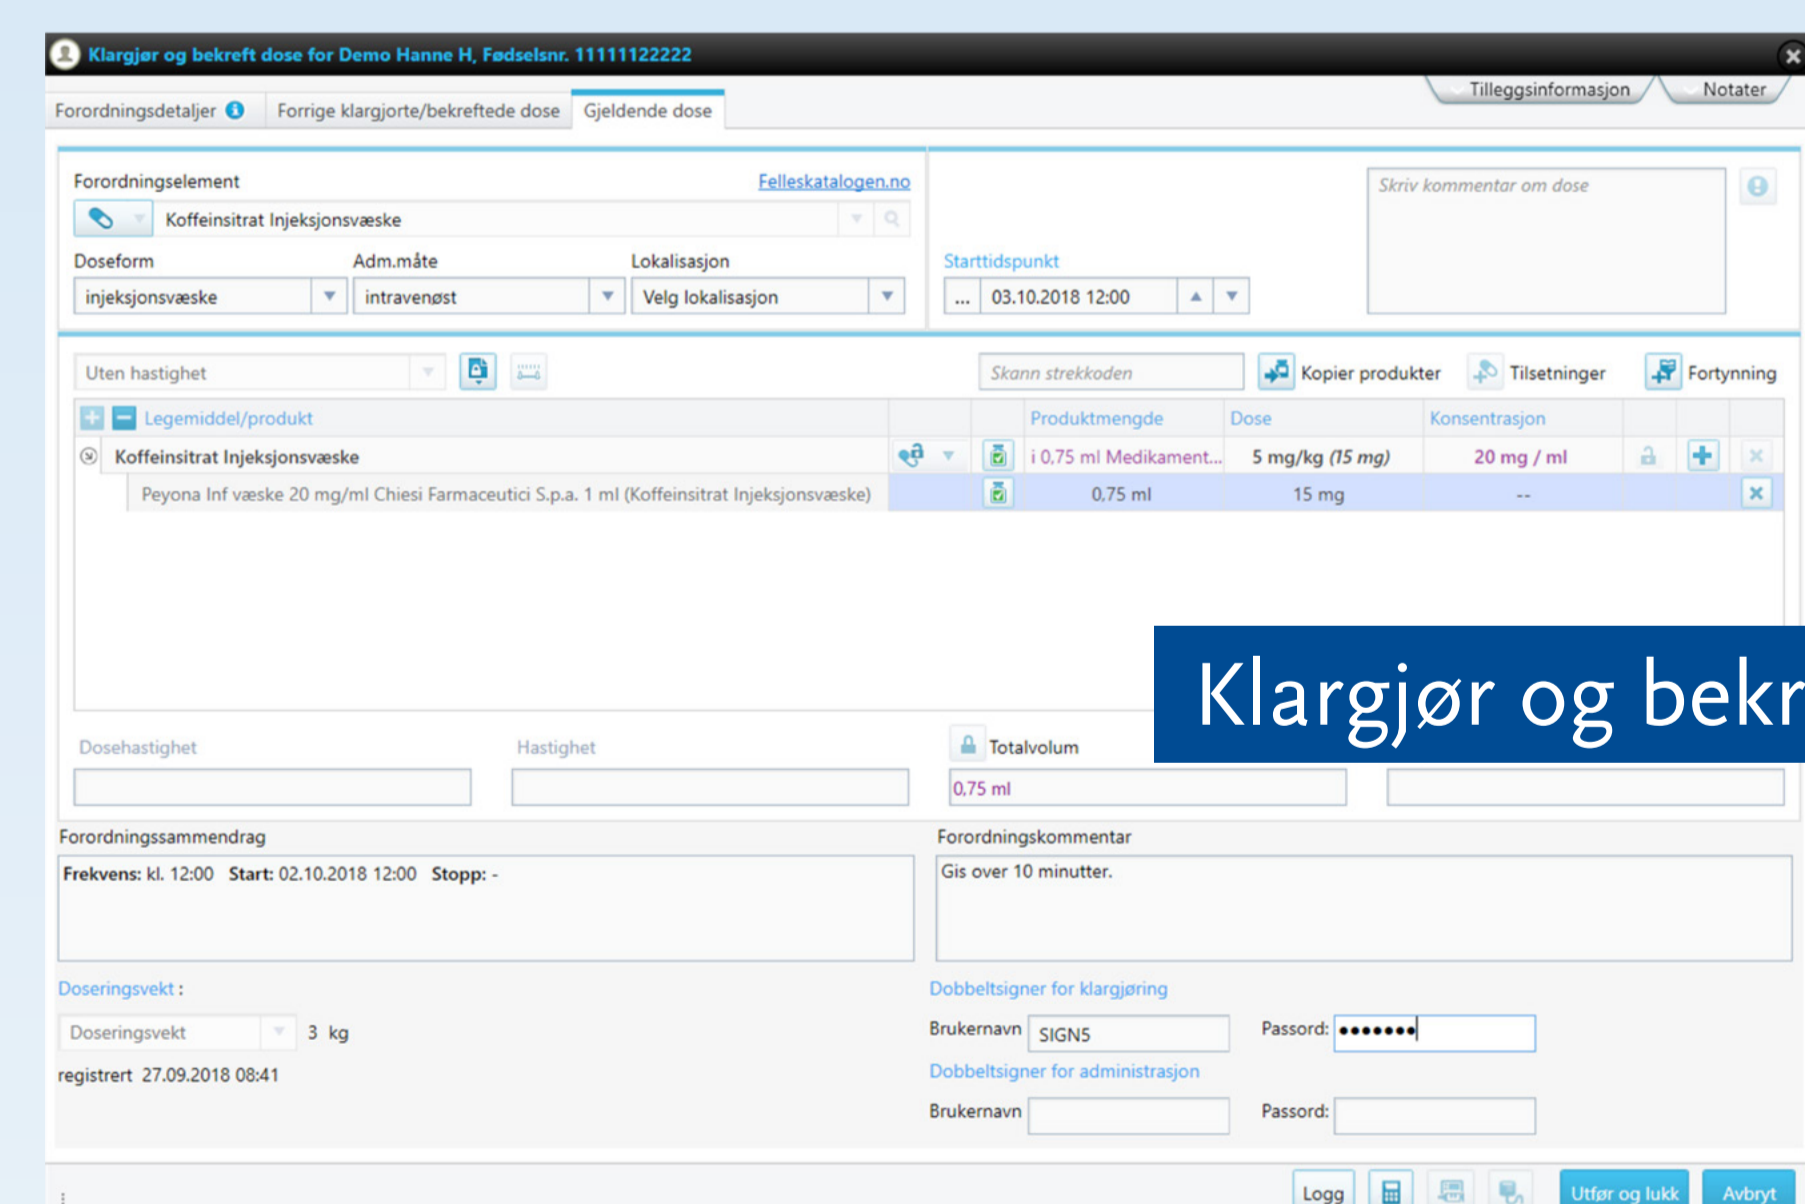 Klargjør og bekreft dose for Demo Hanne H, Fødselsnr. 11111122222
Tilleggsinformasjon Notater
Forordningsdetaljer Forrige klargjorte/bekreftede dose Gjeldende dose
Forordningselement Felleskatalogen.no
Skriv kommentar om dose
Koffeinsitrat Injeksjonsvæske
Doseform Adm.måte Lokalisasjon Starttidspunkt
injeksjonsvæske intravenøst Velg lokalisasjon ... 03.10.2018 12:00
Uten hastighet Skann strekkoden Kopier produkter Tilsetninger Fortynning
Legemiddel/produkt Produktmengde Dose Konsentrasjon
Koffeinsitrat Injeksjonsvæske i 0,75 ml Medikament... 5 mg/kg (15 mg) 20 mg / ml
Peyona Inf væske 20 mg/ml Chiesi Farmaceutici S.p.a. 1 ml (Koffeinsitrat Injeksjonsvæske) 0,75 ml 15 mg --
Klargjør og bekr
Dosehastighet Hastighet Totalvolum
0,75 ml
Forordningssammendrag Forordningskommentar
Frekvens: kl. 12:00 Start: 02.10.2018 12:00 Stopp: - Gis over 10 minutter.
Doseringsvekt : Dobbeltsigner for klargjøring
Doseringsvekt 3 kg Brukernavn SIGN5 Passord: •••••••
registrert 27.09.2018 08:41 Dobbeltsigner for administrasjon
Brukernavn Passord:
Logg Utfør og lukk Avbryt